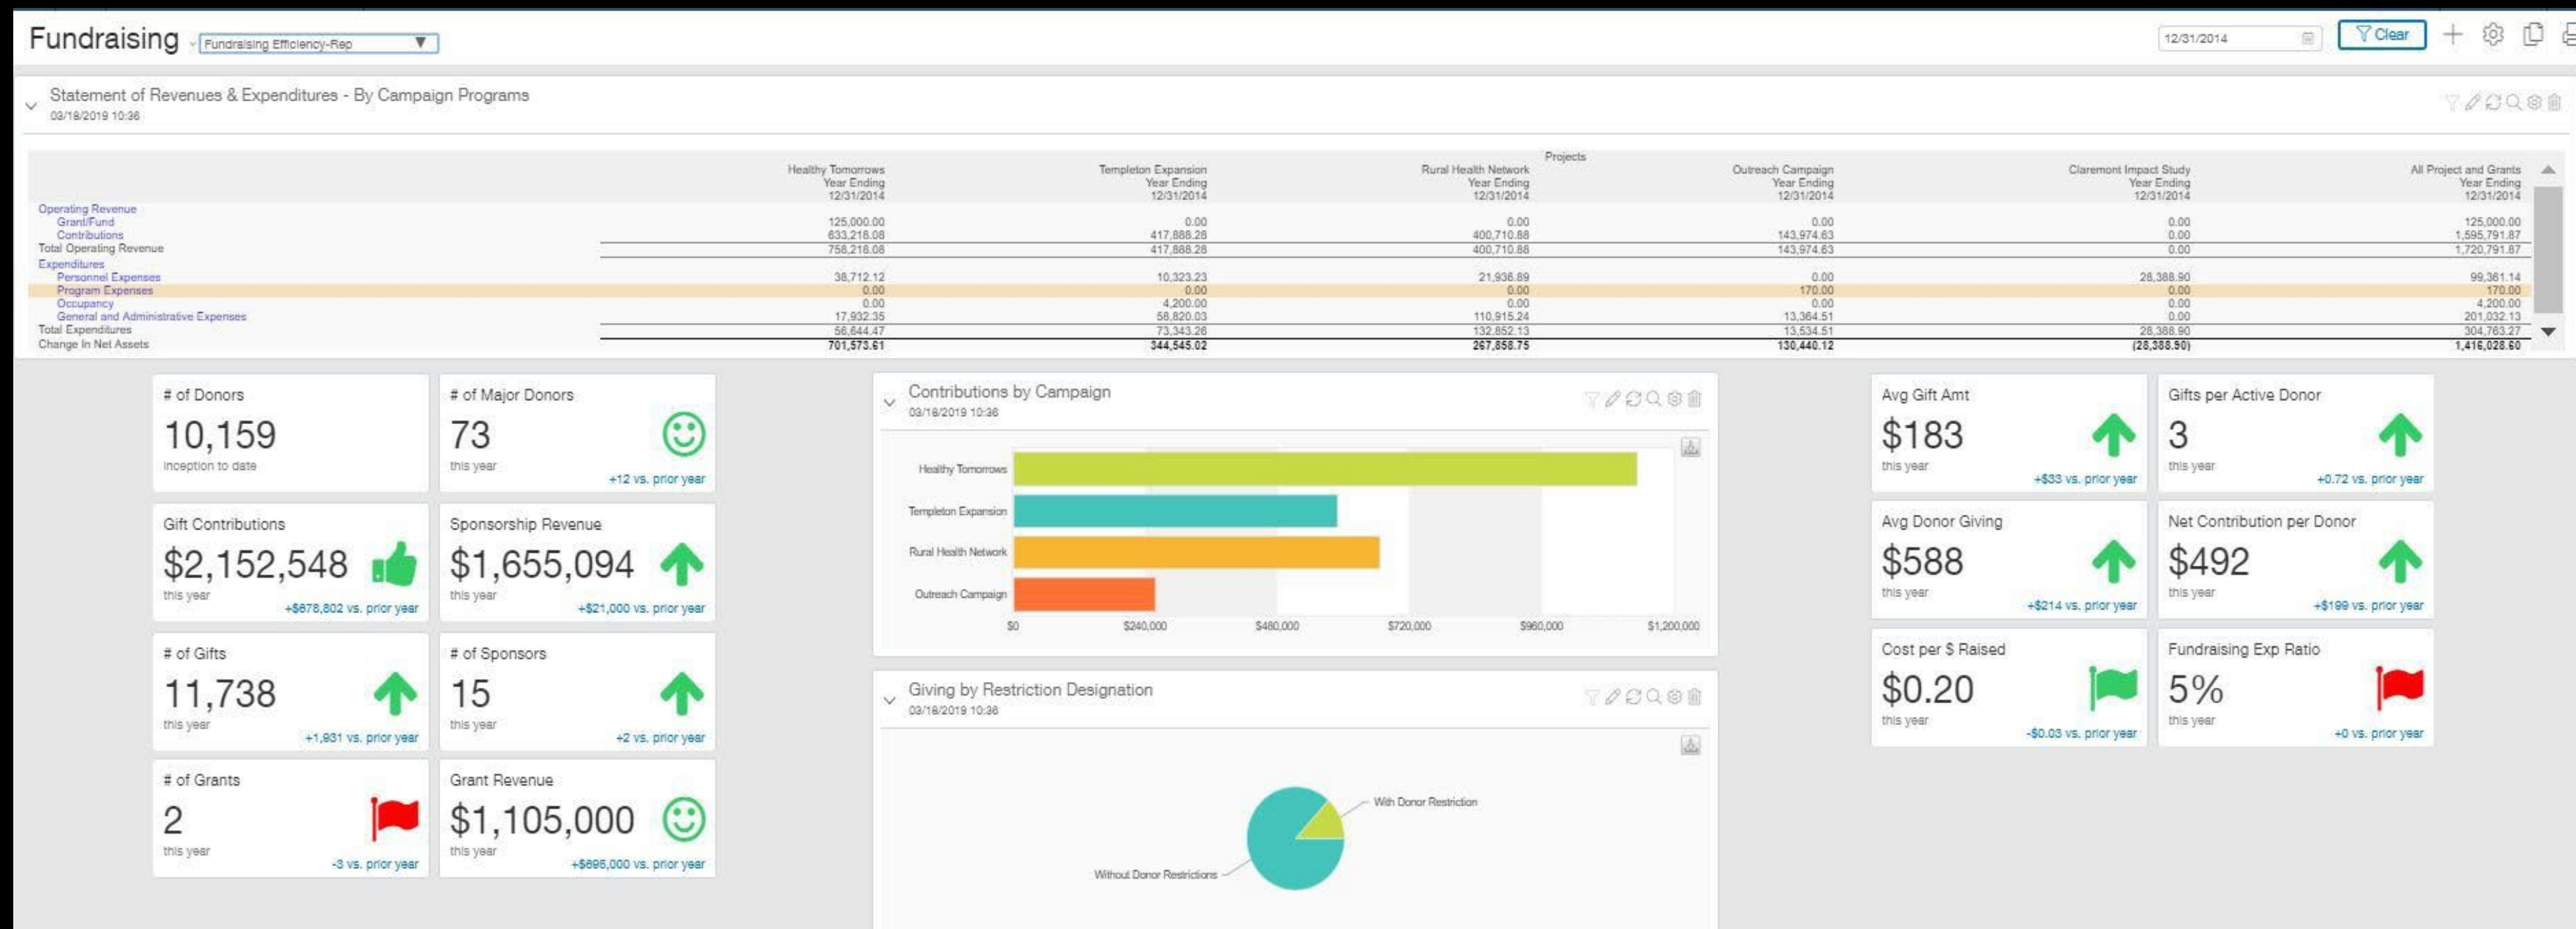 Fundraising
Fundraising Efficiency-Rep
12/31/2014
Clear
Statement of Revenues & Expenditures - By Campaign Programs
03/18/2019 10:36
Projects
Healthy Tomorrows Templeton Expansion Rural Health Network Outreach Campaign Claremont Impact Study All Project and Grants
Year Ending Year Ending Year Ending Year Ending Year Ending Year Ending
12/31/2014 12/31/2014 12/31/2014 12/31/2014 12/31/2014 12/31/2014
Operating Revenue
Grant/Fund 125,000.00 0.00 0.00 0.00 0.00 125,000.00
Contributions 633,218.08 417,888.28 400,710.88 143,974.63 0.00 1,595,791.87
Total Operating Revenue 758,218.08 417,888.28 400,710.88 143,974.63 0.00 1,720,791.87
Expenditures
Personnel Expenses 38,712.12 10,323.23 21,936.89 0.00 28,388.90 99,361.14
Program Expenses 0.00 0.00 0.00 170.00 0.00 170.00
Occupancy 0.00 4,200.00 0.00 0.00 0.00 4,200.00
General and Administrative Expenses 17,932.35 58,820.03 110,915.24 13,364.51 0.00 201,032.13
Total Expenditures 56,644.47 73,343.26 132,852.13 13,534.51 28,388.90 304,763.27
Change In Net Assets 701,573.61 344,545.02 267,858.75 130,440.12 (28,388.90) 1,416,028.60
# of Donors
10,159
inception to date
# of Major Donors
73
this year
+12 vs. prior year
Gift Contributions
$2,152,548
this year
+$678,802 vs. prior year
Sponsorship Revenue
$1,655,094
this year
+$21,000 vs. prior year
# of Gifts
11,738
this year
+1,931 vs. prior year
# of Sponsors
15
this year
+2 vs. prior year
# of Grants
2
this year
-3 vs. prior year
Grant Revenue
$1,105,000
this year
+$695,000 vs. prior year
Contributions by Campaign
03/18/2019 10:36
Healthy Tomorrows
Templeton Expansion
Rural Health Network
Outreach Campaign
$0 $240,000 $480,000 $720,000 $960,000 $1,200,000
Giving by Restriction Designation
03/18/2019 10:36
With Donor Restriction
Without Donor Restrictions
Avg Gift Amt
$183
this year
+$33 vs. prior year
Gifts per Active Donor
3
this year
+0.72 vs. prior year
Avg Donor Giving
$588
this year
+$214 vs. prior year
Net Contribution per Donor
$492
this year
+$199 vs. prior year
Cost per $ Raised
$0.20
this year
-$0.03 vs. prior year
Fundraising Exp Ratio
5%
this year
+0 vs. prior year